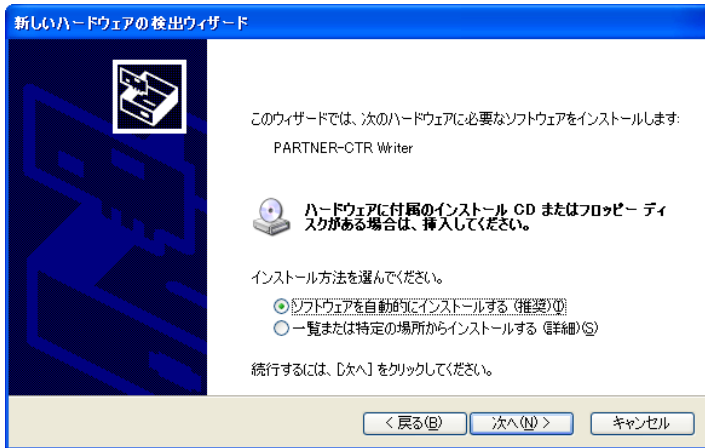 新しいハードウェアの検出ウィザード
このウィザードでは、次のハードウェアに必要なソフトウェアをインストールします:
PARTNER-CTR Writer
ハードウェアに付属のインストール CD またはフロッピー ディ
スクがある場合は、挿入してください。
インストール方法を選んでください。
ソフトウェアを自動的にインストールする (推奨)(I)
一覧または特定の場所からインストールする (詳細)(S)
続行するには、[次へ] をクリックしてください。
< 戻る(B) 次へ(N) > キャンセル